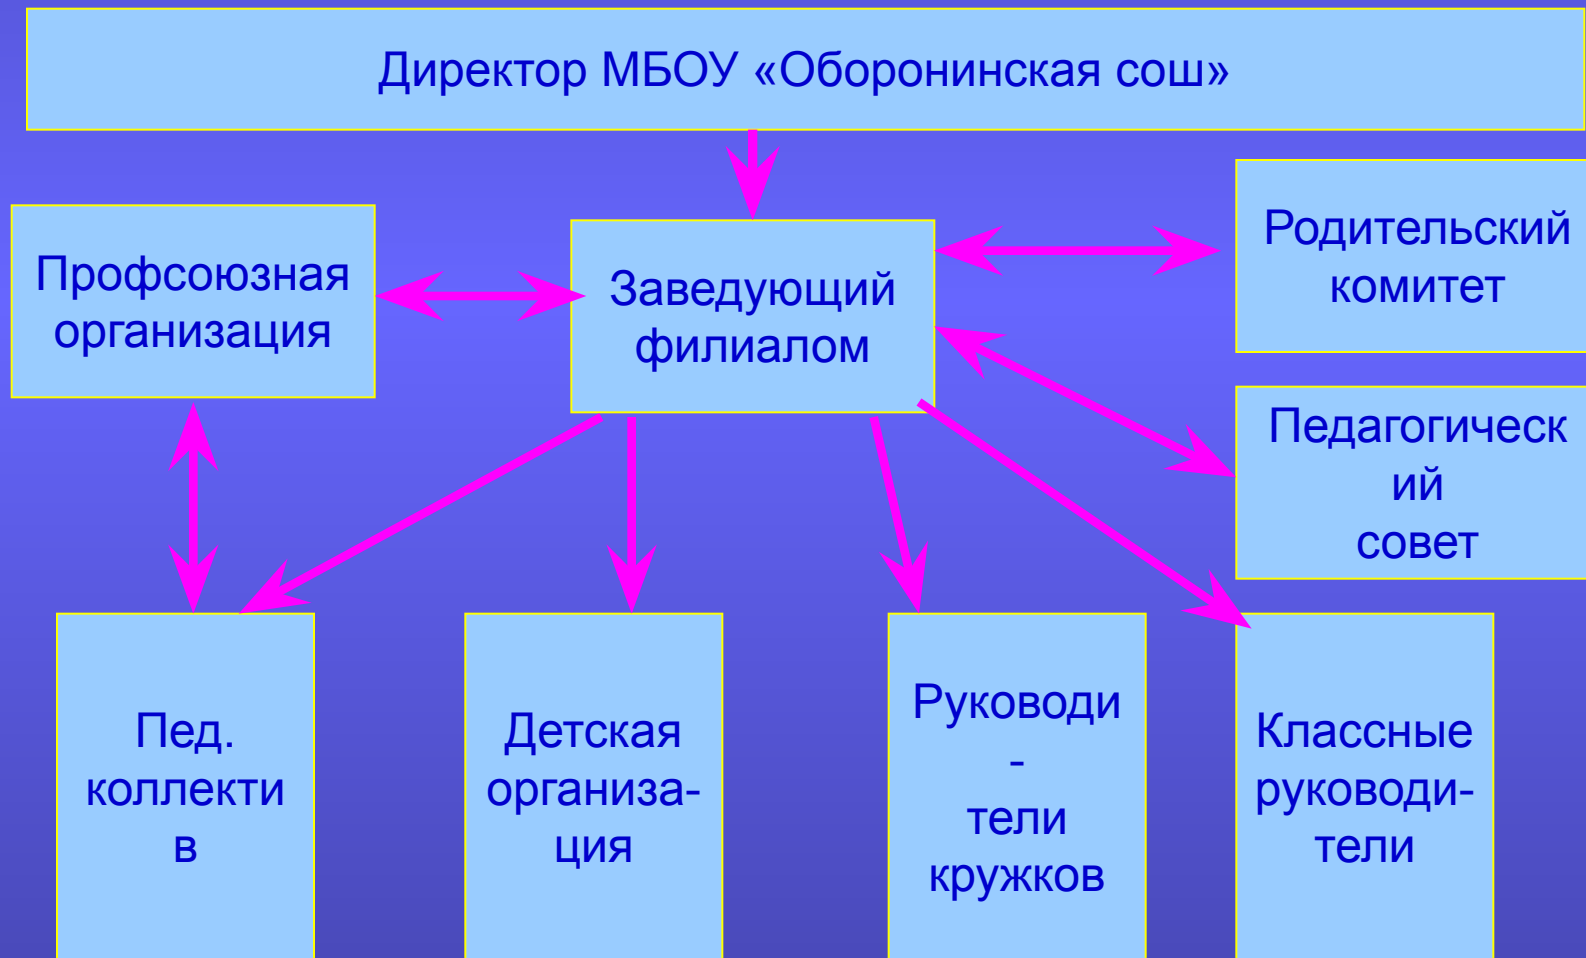 Директор МБОУ «Оборонинская сош»
Профсоюзная
организация
Заведующий
филиалом
Родительский
комитет
Педагогическ
ий
совет
Пед.
коллекти
в
Детская
организа-
ция
Руководи
-
тели
кружков
Классные
руководи-
тели